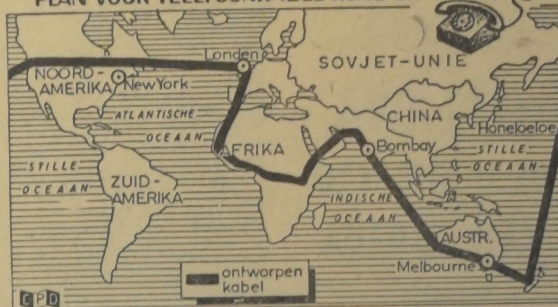 PLAN VOOR TELEFOONKABEL
Londen
SOVJET-UNIE
NOORD-
AMERIKA
New York
ATLANTISCHE
OCEAAN
CHINA
Honeloeloe
AFRIKA
Bombay
STILLE
OCEAAN
STILLE
OCEAAN
ZUID-
AMERIKA
INDISCHE
OCEAAN
AUSTR.
Melbourne
ontworpen
kabel
CPD